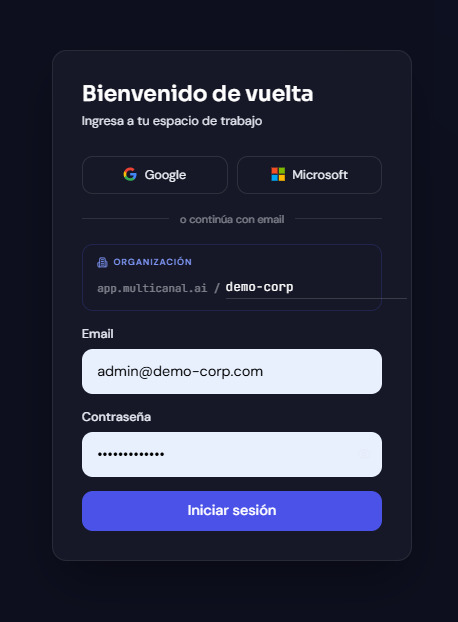 Bienvenido de vuelta
Ingresa a tu espacio de trabajo
Google
Microsoft
o continúa con email
ORGANIZACIÓN
app.multicanal.ai / demo-corp
Email
admin@demo-corp.com
Contraseña
•••••••••••••
Iniciar sesión